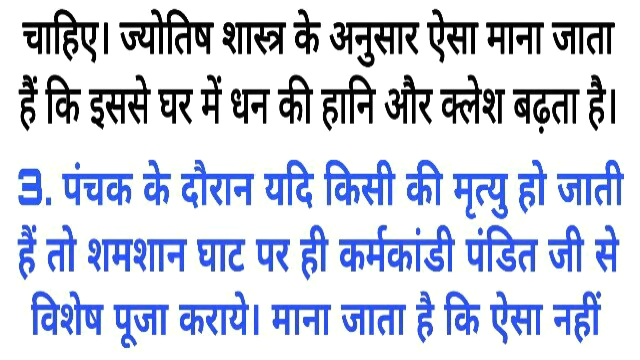 चाहिए। ज्योतिष शास्त्र के अनुसार ऐसा माना जाता
हैं कि इससे घर में धन की हानि और क्लेश बढ़ता है।
3. पंचक के दौरान यदि किसी की मृत्यु हो जाती
हैं तो शमशान घाट पर ही कर्मकांडी पंडित जी से
विशेष पूजा कराये। माना जाता है कि ऐसा नहीं